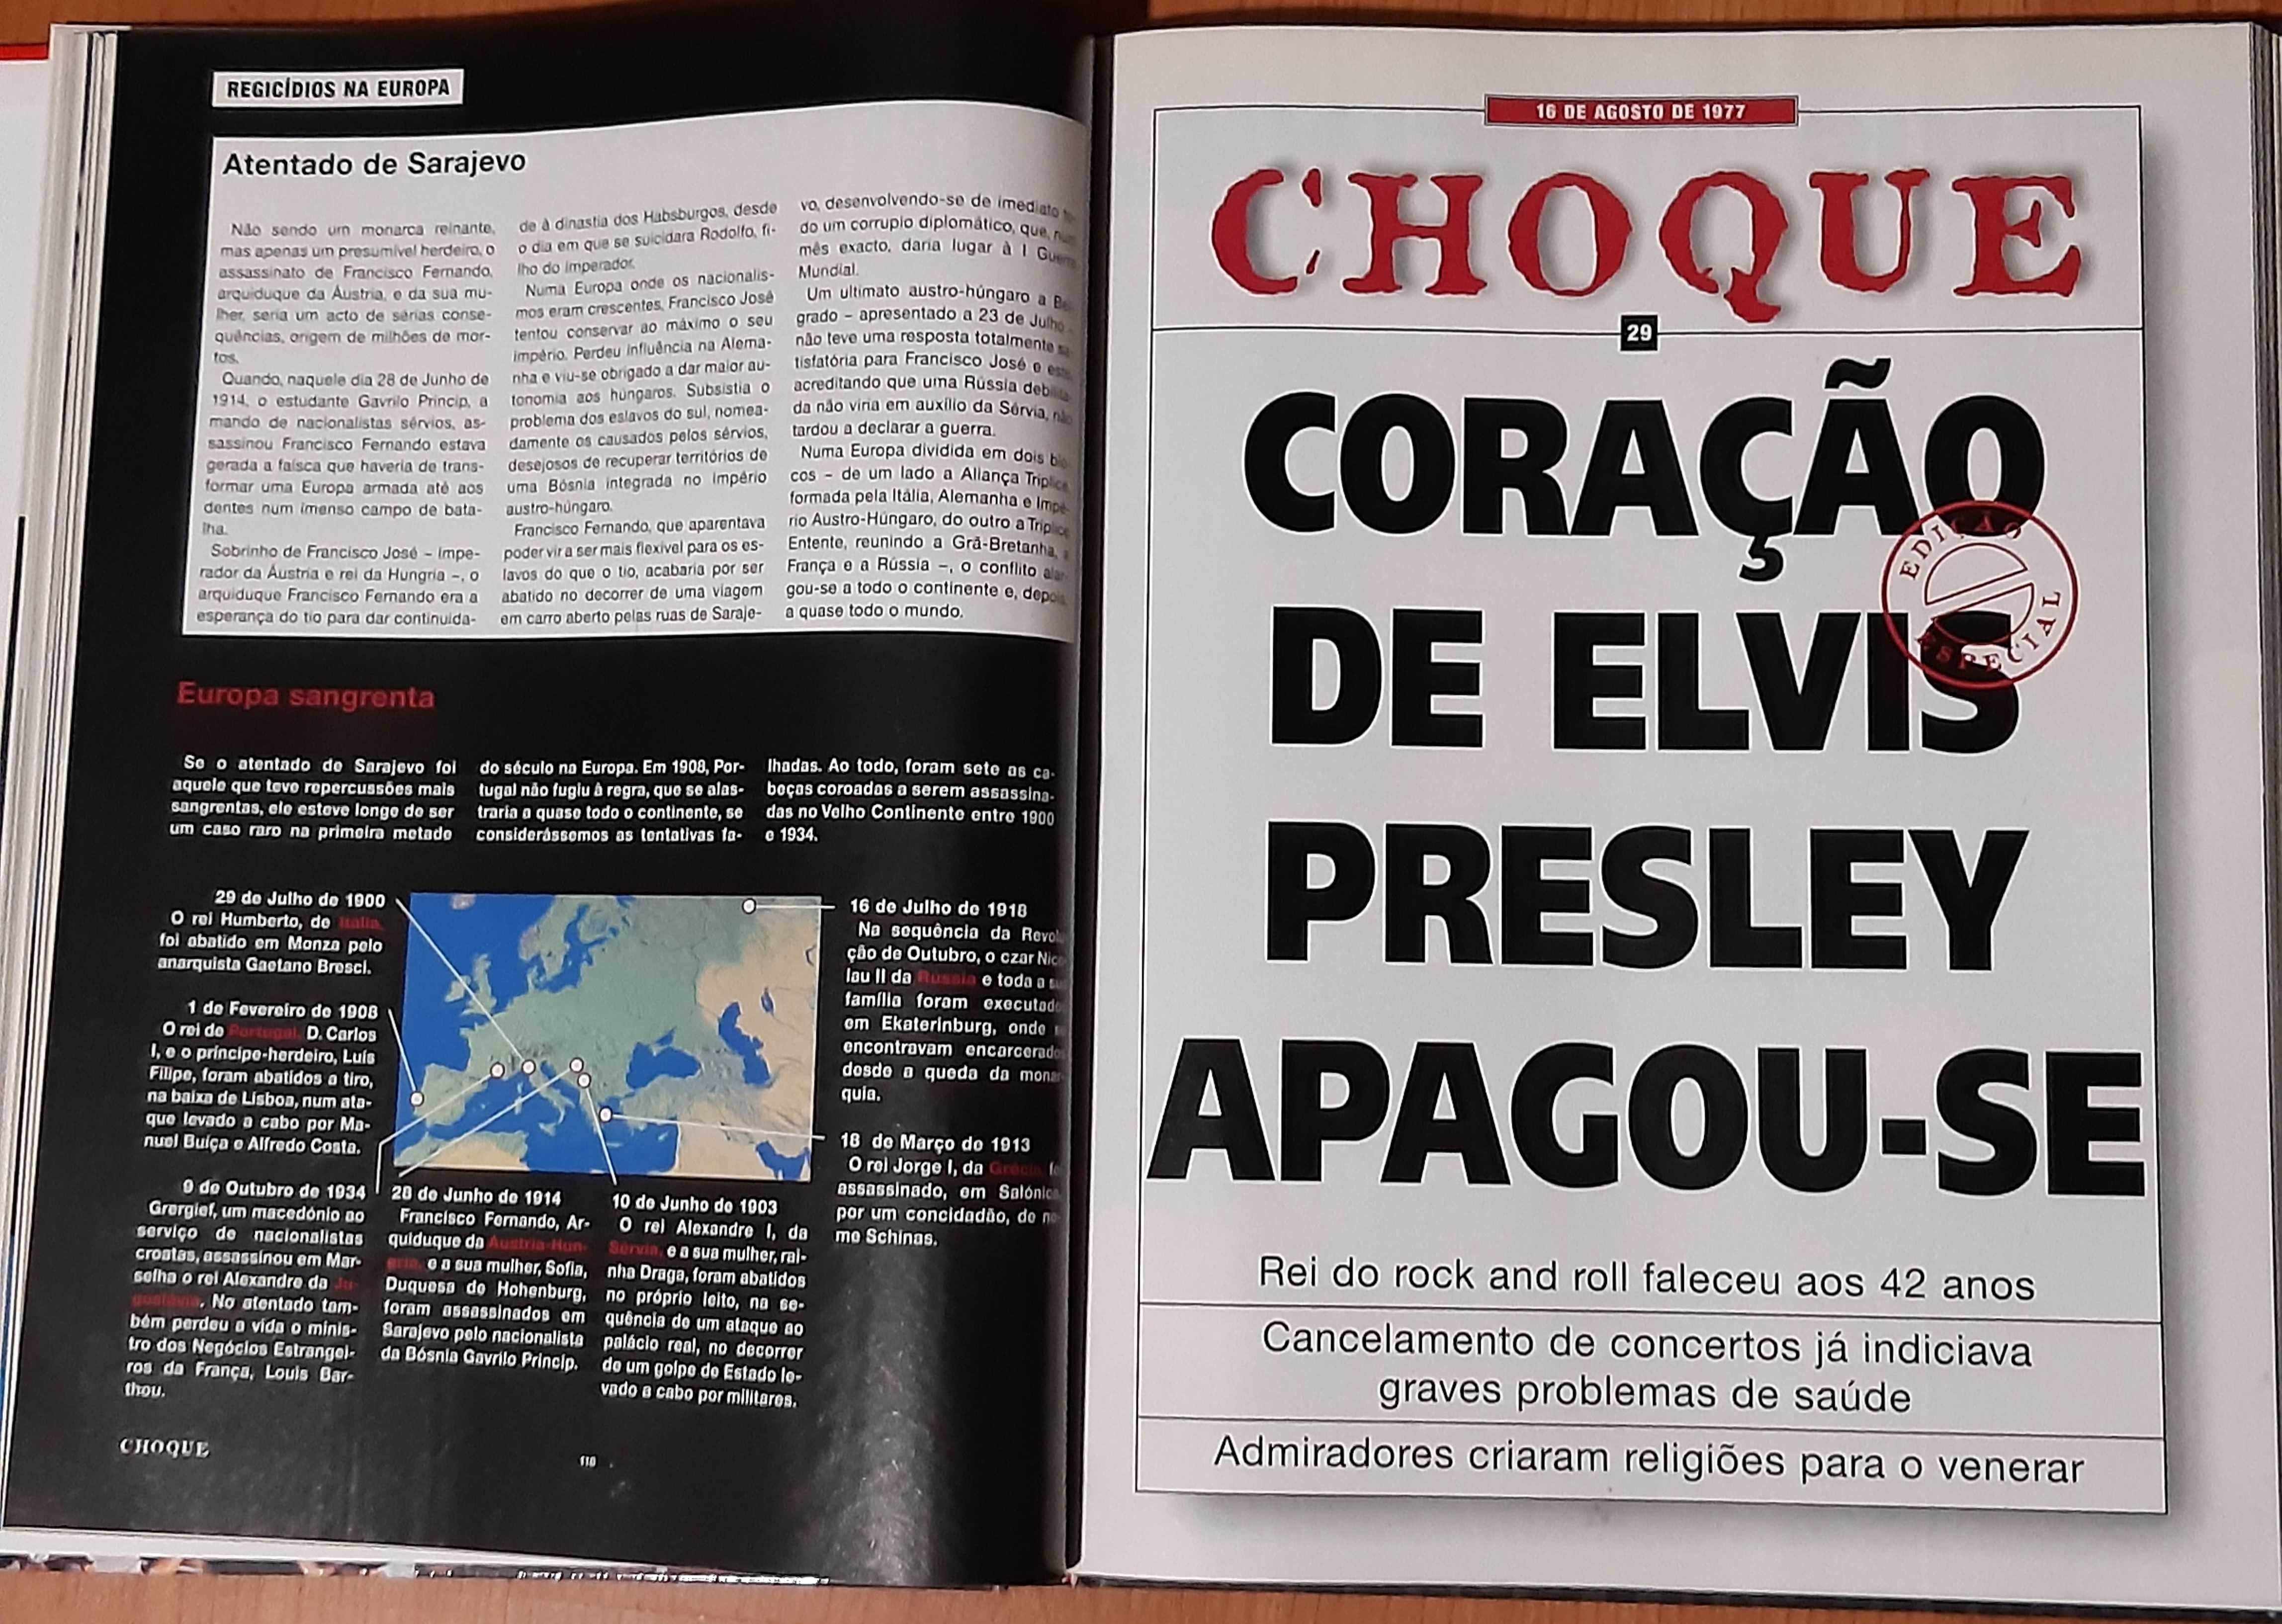 REGICÍDIOS NA EUROPA
Atentado de Sarajevo
Não sendo um monarca reinante,
mas apenas um presumível herdeiro, o
assassinato de Francisco Fernando,
arquiduque da Áustria, e da sua mu-
lher, seria um acto de sérias conse-
quências, origem de milhões de mor-
tos.
Quando, naquele dia 28 de Junho de
1914, o estudante Gavrilo Princip, a
mando de nacionalistas sérvios, as-
sassinou Francisco Fernando estava
gerada a faísca que haveria de trans-
formar uma Europa armada até aos
dentes num imenso campo de bata-
lha.
Sobrinho de Francisco José – Impe-
rador da Áustria e rei da Hungria –, o
arquiduque Francisco Fernando era a
esperança do tio para dar continuida-
de à dinastia dos Habsburgos, desde
o dia em que se suicidara Rodolfo, fi-
lho do imperador.
Numa Europa onde os nacionalis-
mos eram crescentes, Francisco José
tentou conservar ao máximo o seu
império. Perdeu influência na Alema-
nha e viu-se obrigado a dar maior au-
tonomia aos húngaros. Subsistia o
problema dos eslavos do sul, nomea-
damente os causados pelos sérvios,
desejosos de recuperar territórios de
uma Bósnia integrada no Império
austro-húngaro.
Francisco Fernando, que aparentava
poder vir a ser mais flexível para os es-
lavos do que o tio, acabaria por ser
abatido no decorrer de uma viagem
em carro aberto pelas ruas de Saraje-
vo, desenvolvendo-se de imediato
do um corrupio diplomático, que,
mês exacto, daria lugar à I Guerra
Mundial.
Um ultimato austro-húngaro a Bel
grado – apresentado a 23 de Julho –
não teve uma resposta totalmente
tisfatória para Francisco José e
acreditando que uma Rússia debilita-
da não viria em auxílio da Sérvia, não
tardou a declarar a guerra.
Numa Europa dividida em dois blo
cos – de um lado a Aliança Tríplice,
formada pela Itália, Alemanha e Impé-
rio Austro-Húngaro, do outro a Tríplice
Entente, reunindo a Grã-Bretanha, a
França e a Rússia –, o conflito alar-
gou-se a todo o continente e, depois,
a quase todo o mundo.
Europa sangrenta
Se o atentado de Sarajevo foi
aquele que teve repercussões mais
sangrentas, ele esteve longe de ser
um caso raro na primeira metade
do século na Europa. Em 1908, Por-
tugal não fugiu à regra, que se alas-
traria a quase todo o continente, se
considerássemos as tentativas fa-
lhadas. Ao todo, foram sete as ca-
beças coroadas a serem assassina-
das no Velho Continente entre 1900
e 1934.
29 de Julho de 1900
O rei Humberto, de Itália,
foi abatido em Monza pelo
anarquista Gaetano Bresci.
1 de Fevereiro de 1908
O rei de Portugal, D. Carlos
I, e o príncipe-herdeiro, Luís
Filipe, foram abatidos a tiro,
na baixa de Lisboa, num ata-
que levado a cabo por Ma-
nuel Buíça e Alfredo Costa.
9 de Outubro de 1934
Grergief, um macedónio ao
serviço de nacionalistas
croatas, assassinou em Mar-
selha o rei Alexandre da Ju-
goslávia. No atentado tam-
bém perdeu a vida o minis-
tro dos Negócios Estrangei-
ros da França, Louis Bar-
thou.
28 de Junho de 1914
Francisco Fernando, Ar-
quiduque da Áustria-Hun-
gria, e a sua mulher, Sofia,
Duquesa de Hohenburg,
foram assassinados em
Sarajevo pelo nacionalista
da Bósnia Gavrilo Princip.
10 de Junho de 1903
O rei Alexandre I, da
Sérvia, e a sua mulher, rai-
nha Draga, foram abatidos
no próprio leito, na se-
quência de um ataque ao
palácio real, no decorrer
de um golpe de Estado le-
vado a cabo por militares.
16 de Julho de 1918
Na sequência da Revolu
ção de Outubro, o czar Nico
lau II da Rússia e toda a
família foram executado
em Ekaterinburg, onde
encontravam encarcerado
desde a queda da monar
quia.
18 de Março de 1913
O rei Jorge I, da Grécia,
assassinado, em Salónica
por um concidadão, de no-
me Schinas.
CHOQUE
116
16 DE AGOSTO DE 1977
CHOQUE
29
CORAÇÃO
DE ELVIS
PRESLEY
APAGOU-SE
EDIÇÃO
ESPECIAL
Rei do rock and roll faleceu aos 42 anos
Cancelamento de concertos já indiciava
graves problemas de saúde
Admiradores criaram religiões para o venerar